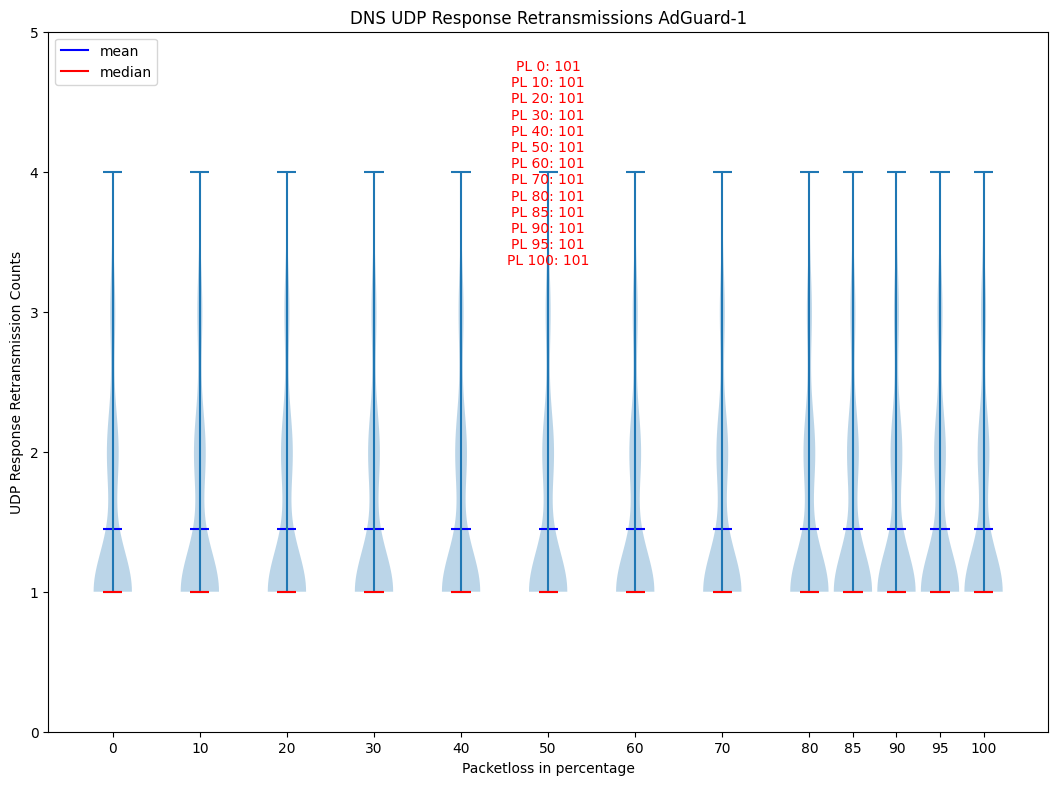 DNS UDP Response Retransmissions AdGuard-1
mean
median
PL 0: 101
PL 10: 101
PL 20: 101
PL 30: 101
PL 40: 101
PL 50: 101
PL 60: 101
PL 70: 101
PL 80: 101
PL 85: 101
PL 90: 101
PL 95: 101
PL 100: 101
UDP Response Retransmission Counts
5
4
3
2
1
0
0 10 20 30 40 50 60 70 80 85 90 95 100
Packetloss in percentage